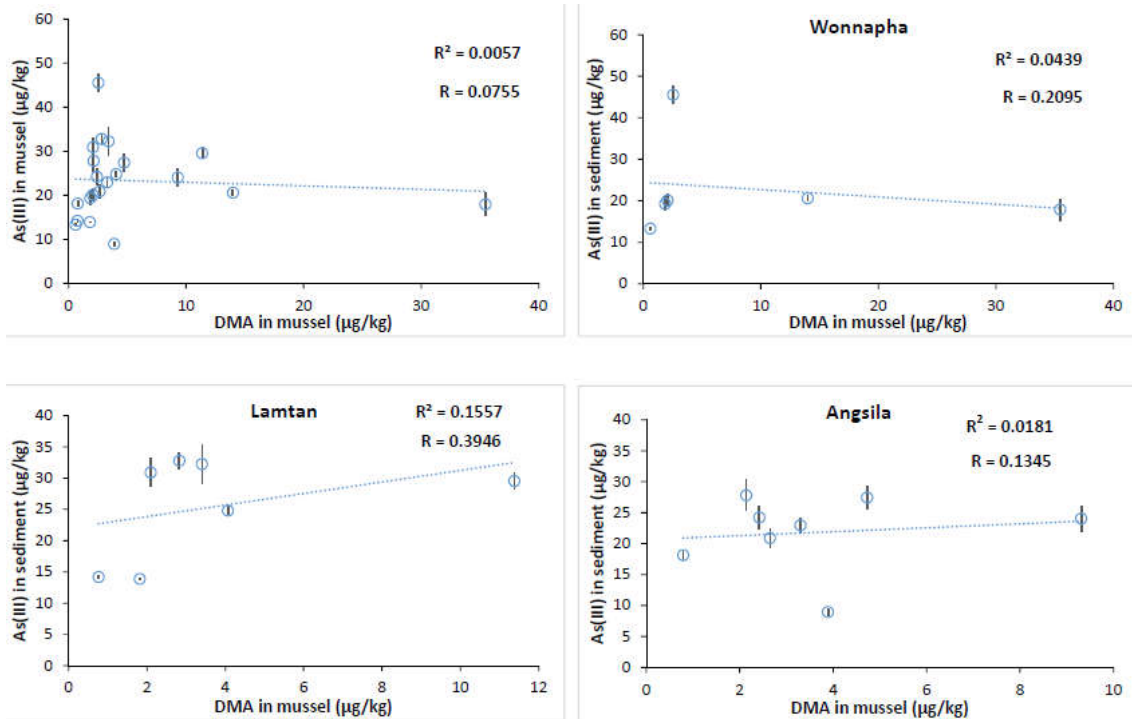 60
50
40
30
20
10
0
As(III) in mussel (µg/kg)
R² = 0.0057
R = 0.0755
0 10 20 30 40
DMA in mussel (µg/kg)
Wonnapha
60
50
40
30
20
10
0
As(III) in sediment (µg/kg)
R² = 0.0439
R = 0.2095
0 10 20 30 40
DMA in mussel (µg/kg)
Lamtan
40
35
30
25
20
15
10
5
0
As(III) in sediment (µg/kg)
R² = 0.1557
R = 0.3946
0 2 4 6 8 10 12
DMA in mussel (µg/kg)
Angsila
40
35
30
25
20
15
10
5
0
As(III) in sediment (µg/kg)
R² = 0.0181
R = 0.1345
0 2 4 6 8 10
DMA in mussel (µg/kg)